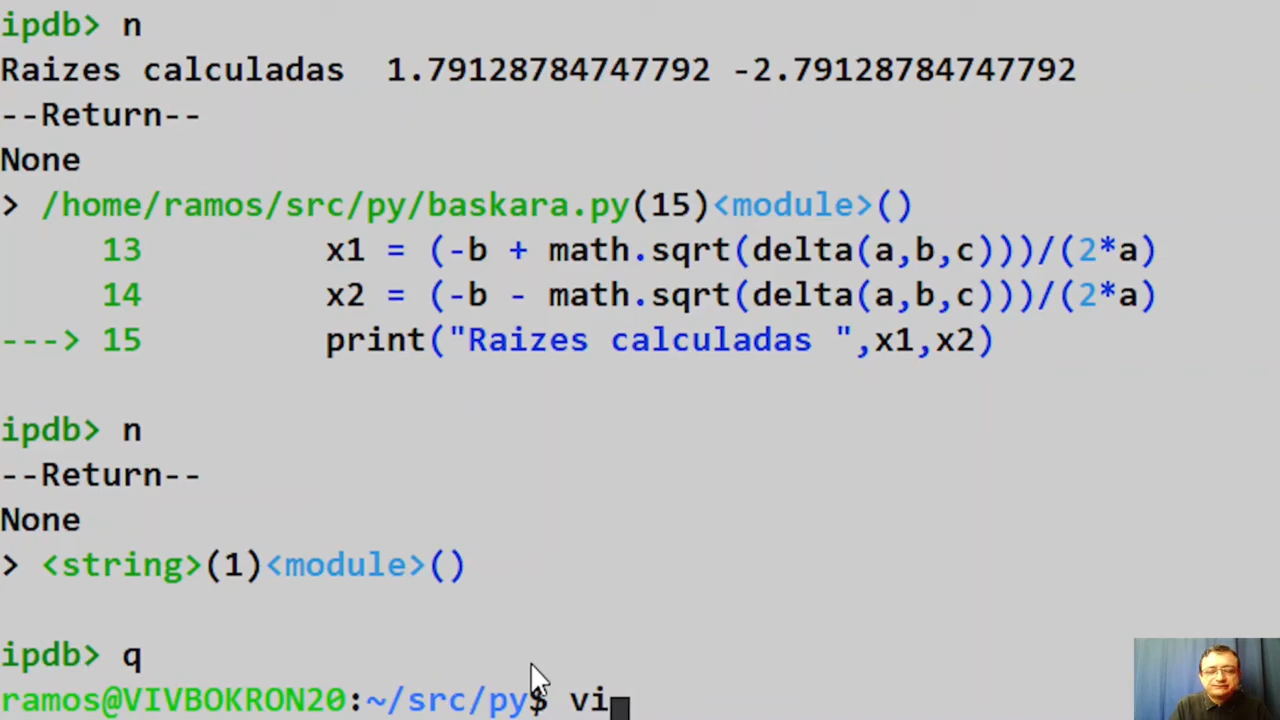 ipdb> n
Raizes calculadas  1.79128784747792 -2.79128784747792
--Return--
None
> /home/ramos/src/py/baskara.py(15)<module>()
     13         x1 = (-b + math.sqrt(delta(a,b,c)))/(2*a)
     14         x2 = (-b - math.sqrt(delta(a,b,c)))/(2*a)
---> 15         print("Raizes calculadas ",x1,x2)
ipdb> n
--Return--
None
> <string>(1)<module>()
ipdb> q
ramos@VIVBOKRON20:~/src/py$ vi